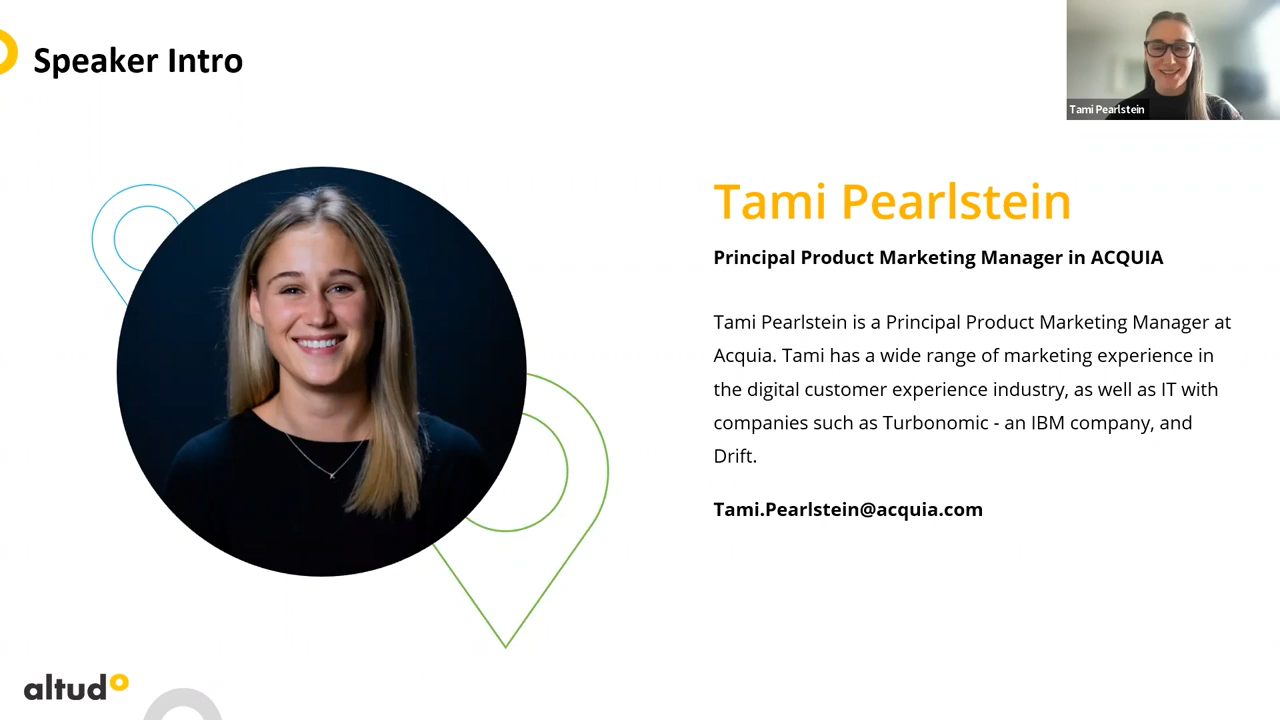 Speaker Intro
Tami Pearlstein
Tami Pearlstein
Principal Product Marketing Manager in ACQUIA
Tami Pearlstein is a Principal Product Marketing Manager at
Acquia. Tami has a wide range of marketing experience in
the digital customer experience industry, as well as IT with
companies such as Turbonomic - an IBM company, and
Drift.
Tami.Pearlstein@acquia.com
altudo